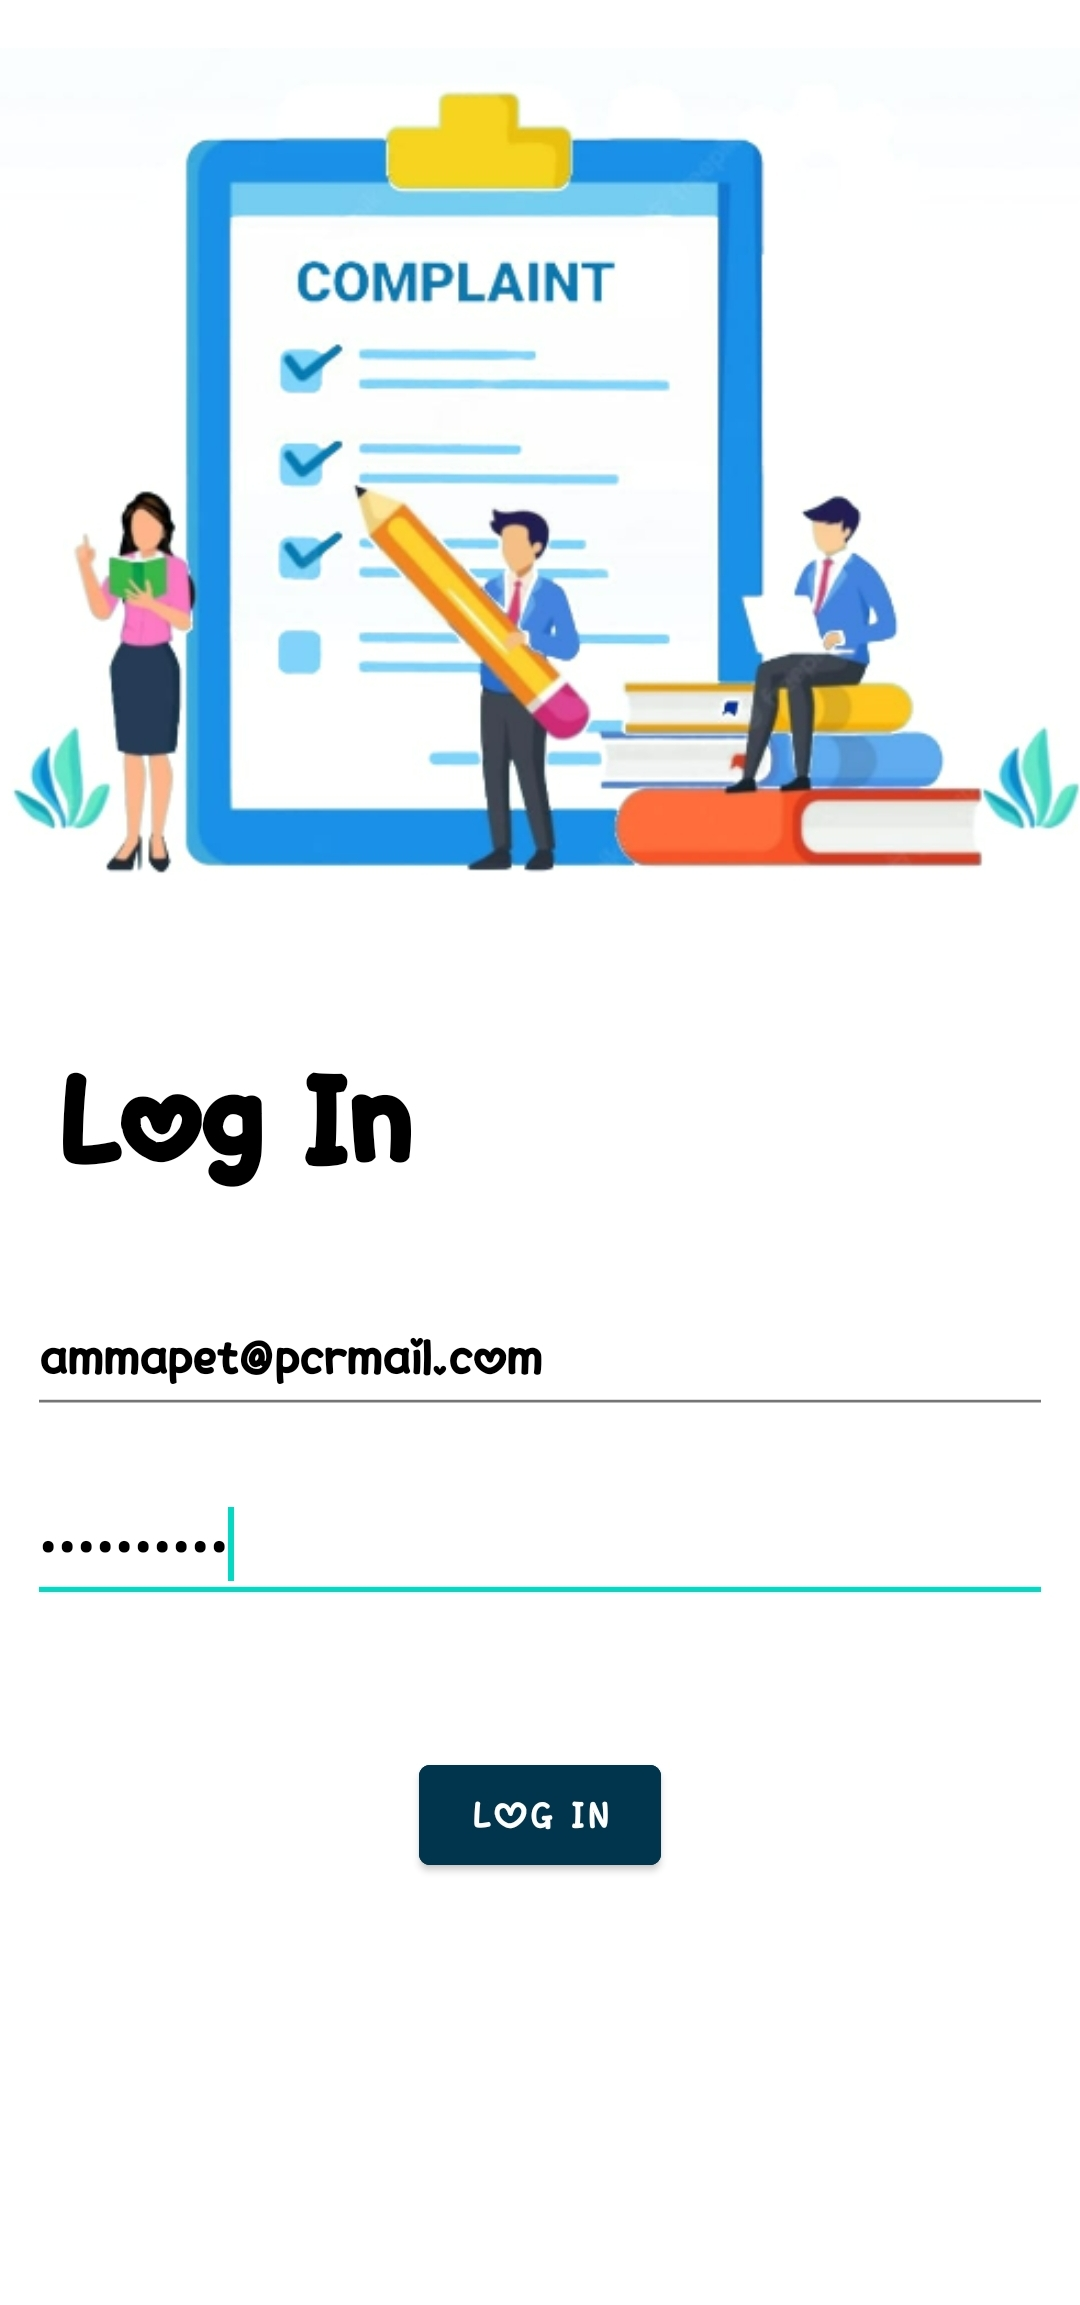 COMPLAINT
Log In
ammapet@pcrmail.com
••••••••••
LOG IN